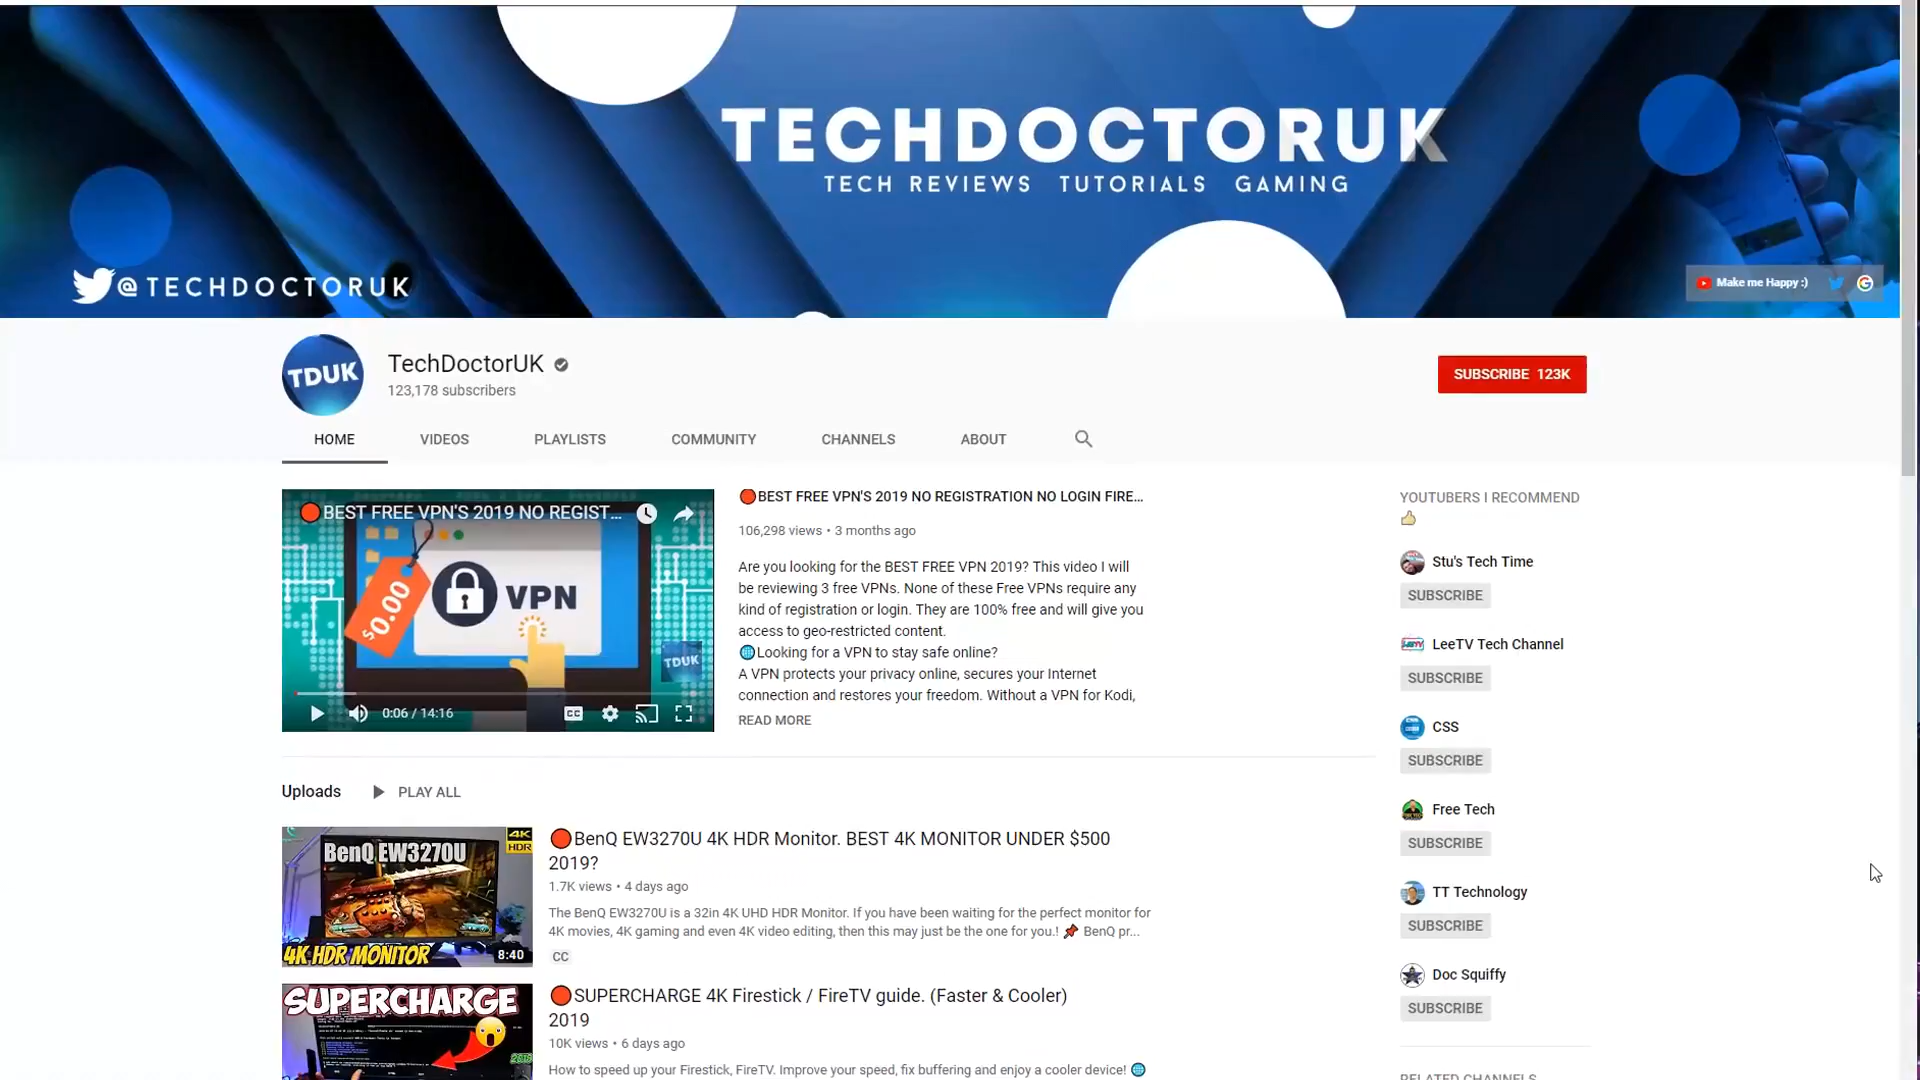 TECHDOCTORUK
TECH REVIEWS TUTORIALS GAMING
@TECHDOCTORUK
Make me Happy :)
TDUK
TechDoctorUK
123,178 subscribers
SUBSCRIBE 123K
HOME VIDEOS PLAYLISTS COMMUNITY CHANNELS ABOUT
BEST FREE VPN'S 2019 NO REGIST...
$0.00
VPN
TDUK
0:06 / 14:16
CC
BEST FREE VPN'S 2019 NO REGISTRATION NO LOGIN FIRE...
106,298 views • 3 months ago
Are you looking for the BEST FREE VPN 2019? This video I will
be reviewing 3 free VPNs. None of these Free VPNs require any
kind of registration or login. They are 100% free and will give you
access to geo-restricted content.
Looking for a VPN to stay safe online?
A VPN protects your privacy online, secures your Internet
connection and restores your freedom. Without a VPN for Kodi,
READ MORE
YOUTUBERS I RECOMMEND
Stu's Tech Time
SUBSCRIBE
LeeTV Tech Channel
SUBSCRIBE
CSS
SUBSCRIBE
Free Tech
SUBSCRIBE
TT Technology
SUBSCRIBE
Doc Squiffy
SUBSCRIBE
RELATED CHANNELS
Uploads PLAY ALL
BenQ EW3270U
4K
HDR
4K HDR MONITOR
8:40
BenQ EW3270U 4K HDR Monitor. BEST 4K MONITOR UNDER $500
2019?
1.7K views • 4 days ago
The BenQ EW3270U is a 32in 4K UHD HDR Monitor. If you have been waiting for the perfect monitor for
4K movies, 4K gaming and even 4K video editing, then this may just be the one for you.! BenQ pr...
CC
SUPERCHARGE
SUPERCHARGE 4K Firestick / FireTV guide. (Faster & Cooler)
2019
10K views • 6 days ago
How to speed up your Firestick, FireTV. Improve your speed, fix buffering and enjoy a cooler device!